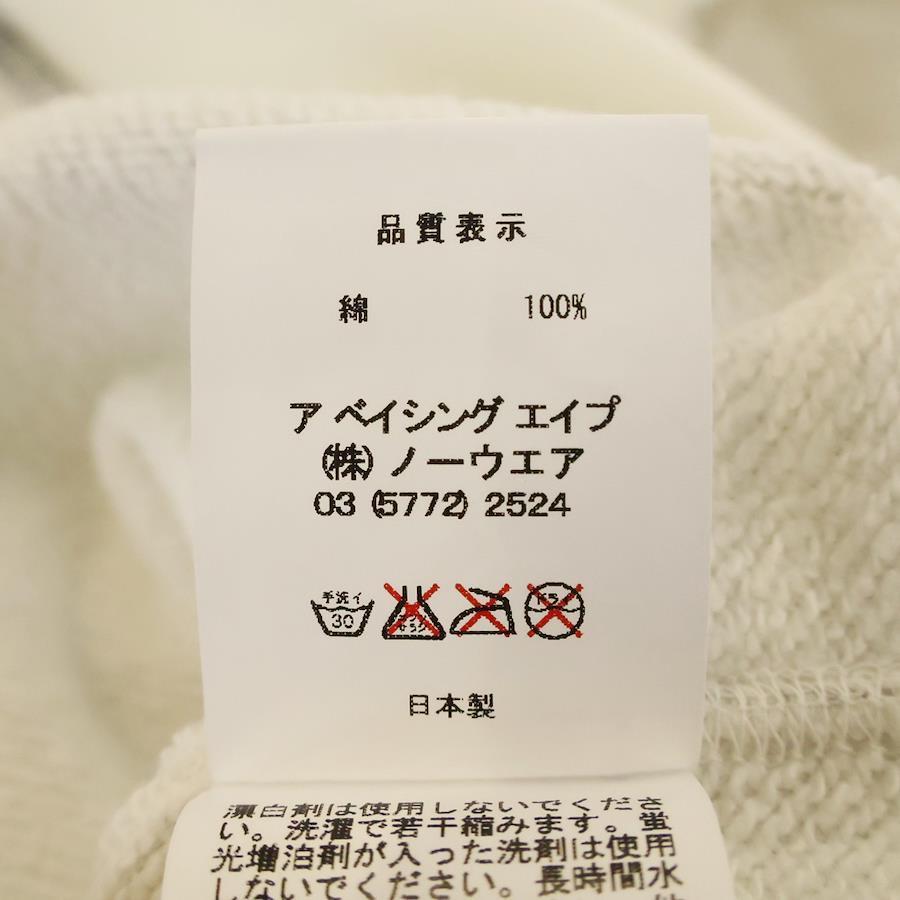 品質表示
綿 100%
ア ベイシング エイプ
(株) ノーウエア
03 (5772) 2524
手洗イ
30
日本製
漂白剤は使用しないでくださ
い。洗濯で若干縮みます。蛍
光増泊剤が入った洗剤は使用
しないでください。長時間水